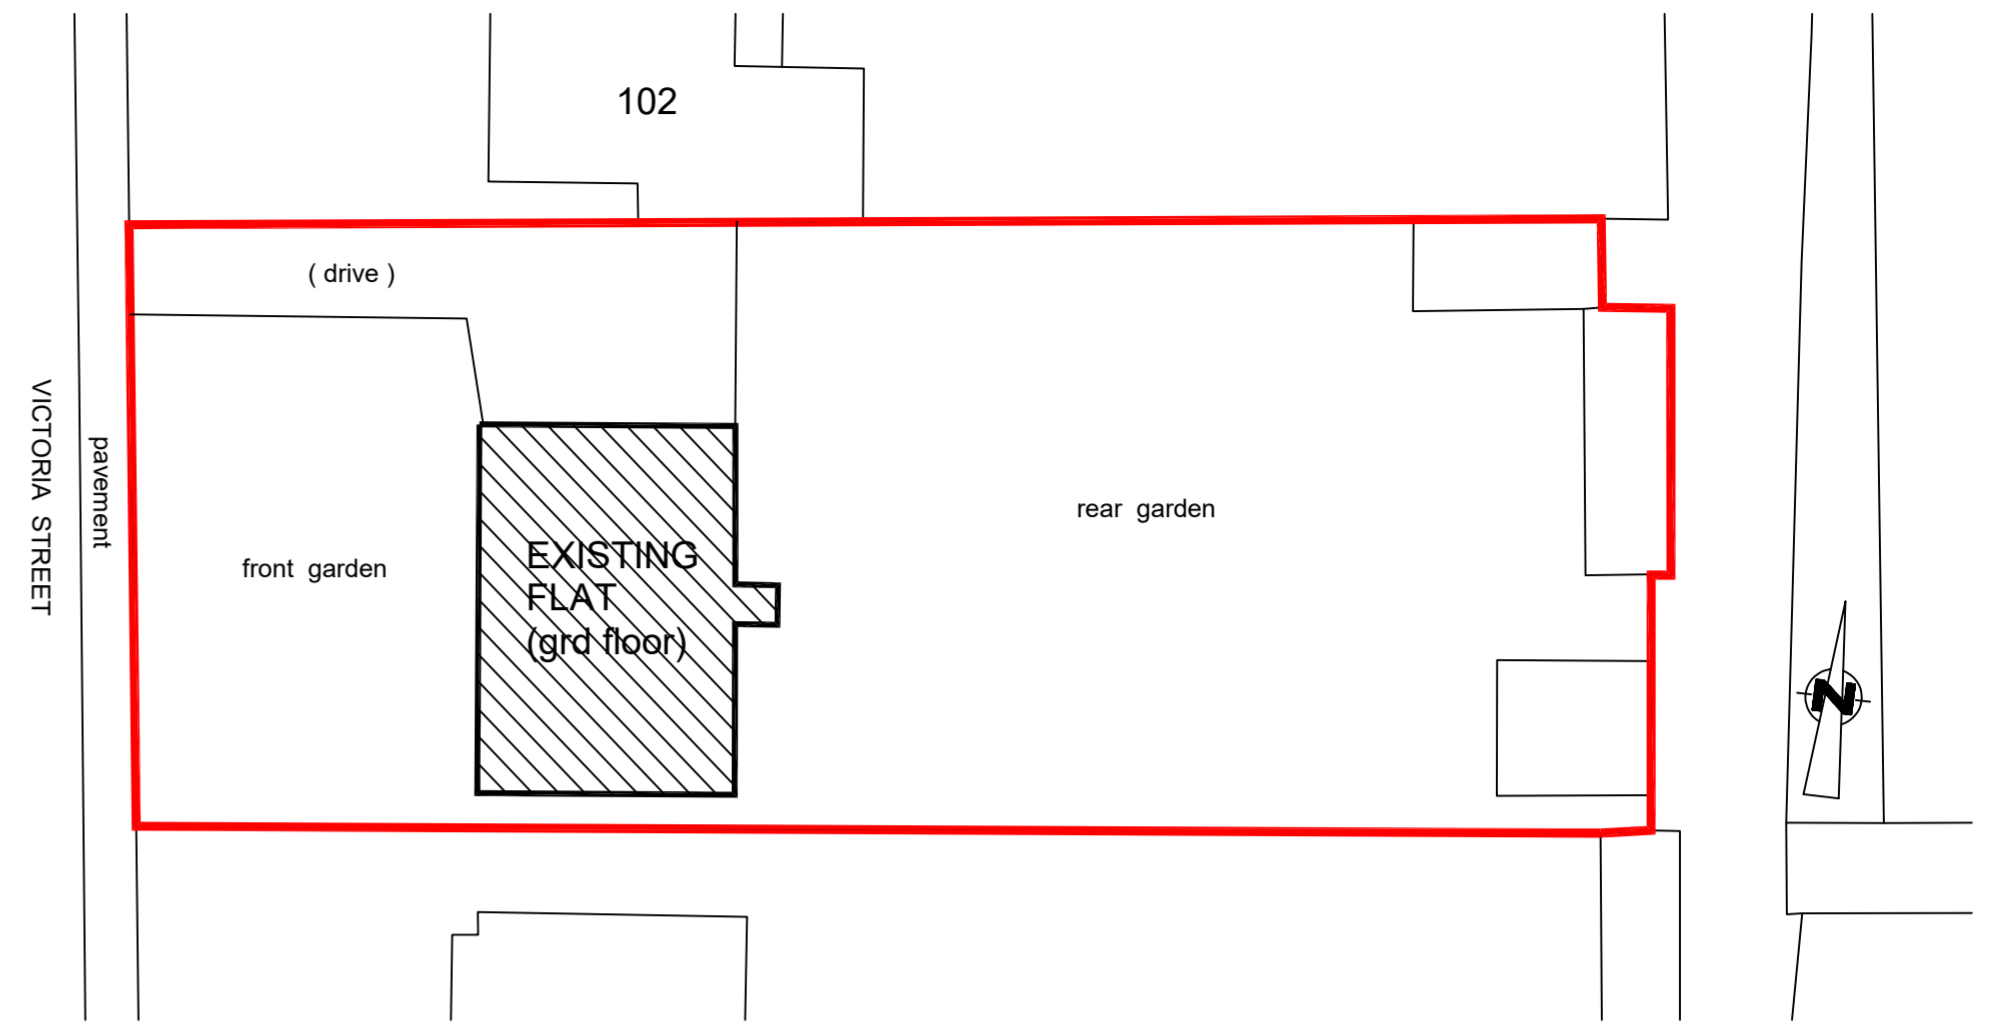 102
( drive )
VICTORIA STREET
pavement
front garden
EXISTING
FLAT
(grd floor)
rear garden
N